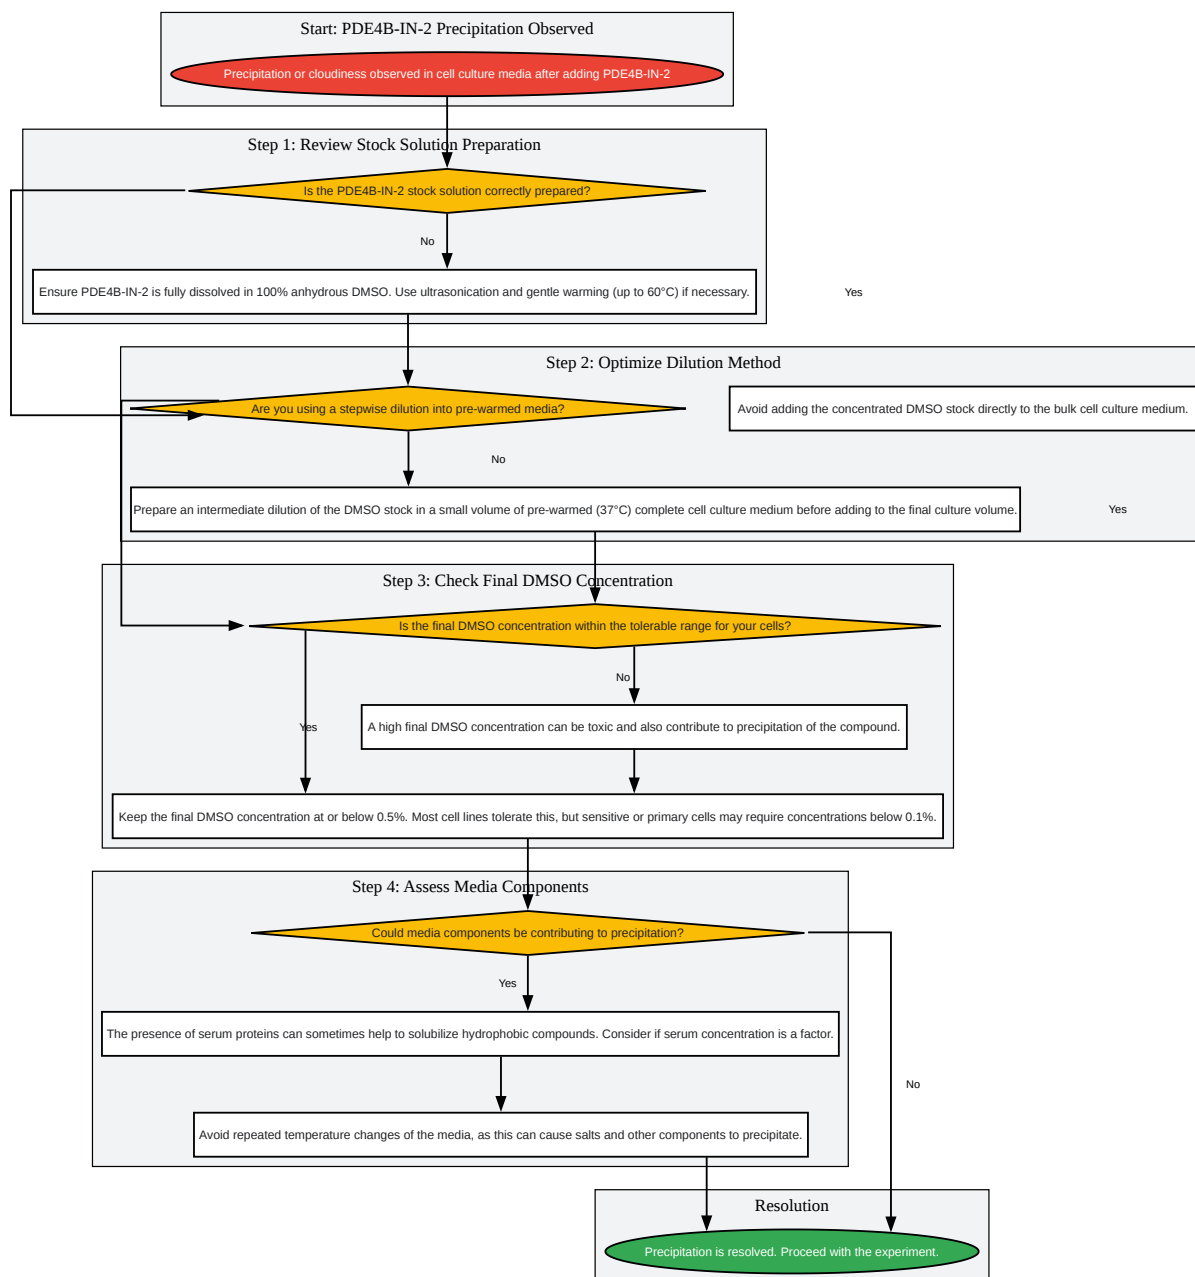 Start: PDE4B-IN-2 Precipitation Observed
Precipitation or cloudiness observed in cell culture media after adding PDE4B-IN-2
Step 1: Review Stock Solution Preparation
Is the PDE4B-IN-2 stock solution correctly prepared?
No
Ensure PDE4B-IN-2 is fully dissolved in 100% anhydrous DMSO. Use ultrasonication and gentle warming (up to 60°C) if necessary.
Yes
Step 2: Optimize Dilution Method
Are you using a stepwise dilution into pre-warmed media?
Avoid adding the concentrated DMSO stock directly to the bulk cell culture medium.
No
Prepare an intermediate dilution of the DMSO stock in a small volume of pre-warmed (37°C) complete cell culture medium before adding to the final culture volume.
Yes
Step 3: Check Final DMSO Concentration
Is the final DMSO concentration within the tolerable range for your cells?
No
Yes
A high final DMSO concentration can be toxic and also contribute to precipitation of the compound.
Keep the final DMSO concentration at or below 0.5%. Most cell lines tolerate this, but sensitive or primary cells may require concentrations below 0.1%.
Step 4: Assess Media Components
Could media components be contributing to precipitation?
Yes
The presence of serum proteins can sometimes help to solubilize hydrophobic compounds. Consider if serum concentration is a factor.
No
Avoid repeated temperature changes of the media, as this can cause salts and other components to precipitate.
Resolution
Precipitation is resolved. Proceed with the experiment.